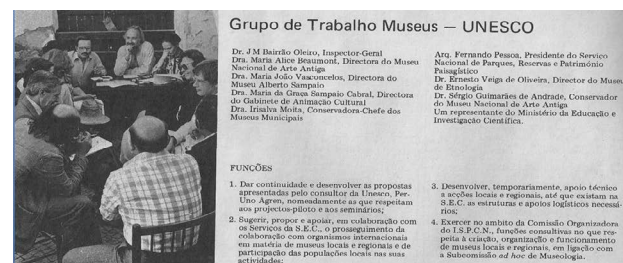 Grupo de Trabalho Museus — UNESCO
Dr. J M Bairrão Oleiro, Inspector-Geral
Dra. Maria Alice Beaumont, Directora do Museu
Nacional de Arte Antiga
Dra. Maria João Vasconcelos, Directora do
Museu Alberto Sampaio
Dra. Maria da Graça Sampaio Cabral, Directora
do Gabinete de Animação Cultural
Dra. Irisalva Moita, Conservadora-Chefe dos
Museus Municipais
Arq. Fernando Pessoa, Presidente do Serviço
Nacional de Parques, Reservas e Património
Paisagístico
Dr. Ernesto Veiga de Oliveira, Director do Museu
de Etnologia
Dr. Sérgio Guimarães de Andrade, Conservador
do Museu Nacional de Arte Antiga
Um representante do Ministério da Educação e
Investigação Científica.
FUNÇÕES
1. Dar continuidade e desenvolver as propostas
apresentadas pelo consultor da Unesco, Per-
Uno Agren, nomeadamente as que respeitam
aos projectos-piloto e aos seminários;
2. Sugerir, propor e apoiar, em colaboração com
os Serviços da S.E.C., o prosseguimento da
colaboração com organismos internacionais
em matéria de museus locais e regionais e de
participação das populações locais nas suas
actividades;
3. Desenvolver, temporariamente, apoio técnico
a acções locais e regionais, até que existam na
S.E.C. as estruturas e apoios logísticos necessá-
rios;
4. Exercer no ambito da Comissão Organizadora
do I.S.P.C.N., funções consultivas no que res-
peita à criação, organização e funcionamento
de museus locais e regionais, em ligação com
a Subcomissão ad hoc de Museologia.